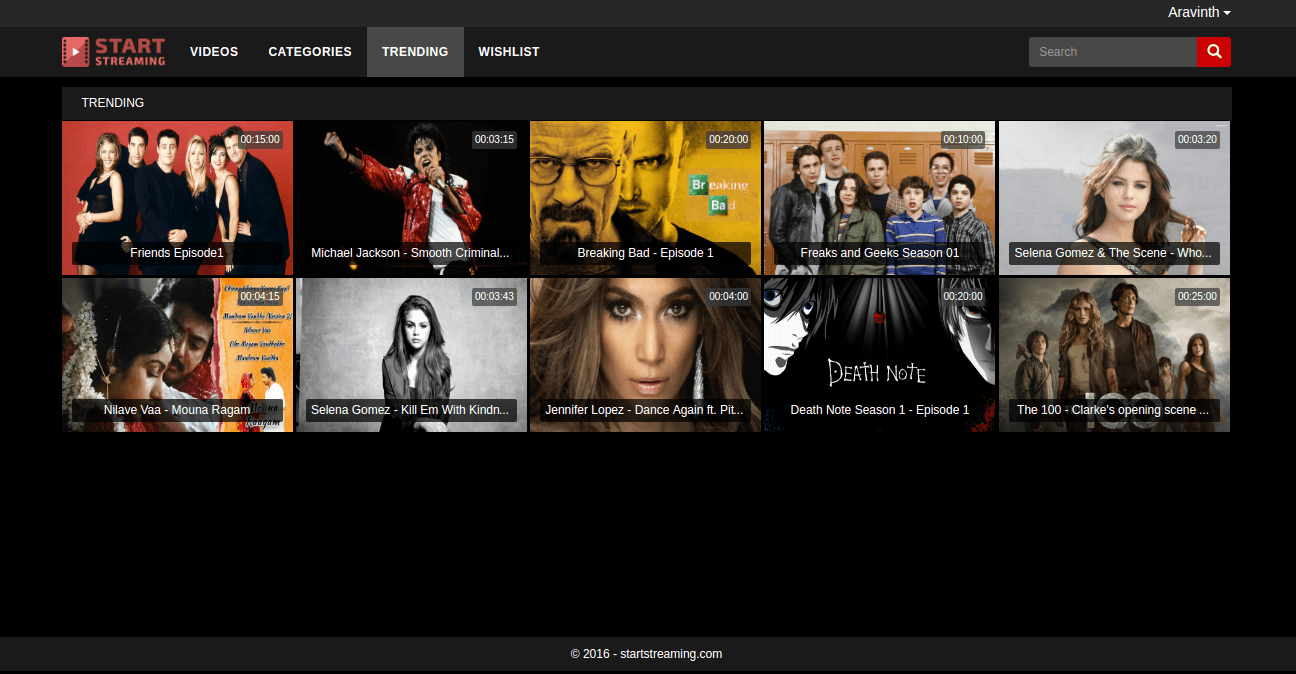 Aravinth
START
STREAMING
VIDEOS
CATEGORIES
TRENDING
WISHLIST
Search
TRENDING
00:15:00
Friends Episode1
00:03:15
Michael Jackson - Smooth Criminal...
00:20:00
Breaking
Bad
Breaking Bad - Episode 1
00:10:00
Freaks and Geeks Season 01
00:03:20
Selena Gomez & The Scene - Who...
00:04:15
Nilave Vaa - Mouna Ragam
00:03:43
Selena Gomez - Kill Em With Kindn...
00:04:00
Jennifer Lopez - Dance Again ft. Pit...
00:20:00
DEATH NOTE
Death Note Season 1 - Episode 1
00:25:00
The 100 - Clarke's opening scene ...
© 2016 - startstreaming.com